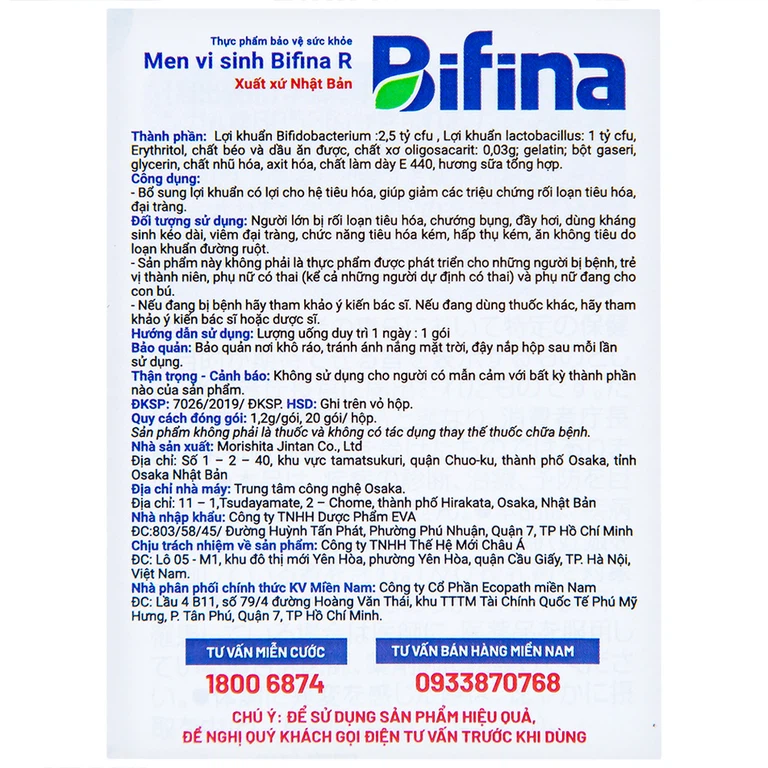 Thực phẩm bảo vệ sức khỏe
Men vi sinh Bifina R
Xuất xứ Nhật Bản
Bifina
Thành phần: Lợi khuẩn Bifidobacterium :2,5 tỷ cfu , Lợi khuẩn lactobacillus: 1 tỷ cfu,
Erythritol, chất béo và dầu ăn được, chất xơ oligosacarit: 0,03g; gelatin; bột gaseri,
glycerin, chất nhũ hóa, axit hóa, chất làm dày E 440, hương sữa tổng hợp.
Công dụng:
- Bổ sung lợi khuẩn có lợi cho hệ tiêu hóa, giúp giảm các triệu chứng rối loạn tiêu hóa,
đại tràng.
Đối tượng sử dụng: Người lớn bị rối loạn tiêu hóa, chướng bụng, đầy hơi, dùng kháng
sinh kéo dài, viêm đại tràng, chức năng tiêu hóa kém, hấp thụ kém, ăn không tiêu do
loạn khuẩn đường ruột.
- Sản phẩm này không phải là thực phẩm được phát triển cho những người bị bệnh, trẻ
vị thành niên, phụ nữ có thai (kể cả những người dự định có thai) và phụ nữ đang cho
con bú.
- Nếu đang bị bệnh hãy tham khảo ý kiến bác sĩ. Nếu đang dùng thuốc khác, hãy tham
khảo ý kiến bác sĩ hoặc dược sĩ.
Hướng dẫn sử dụng: Lượng uống duy trì 1 ngày : 1 gói
Bảo quản: Bảo quản nơi khô ráo, tránh ánh nắng mặt trời, đậy nắp hộp sau mỗi lần
sử dụng.
Thận trọng - Cảnh báo: Không sử dụng cho người có mẫn cảm với bất kỳ thành phần
nào của sản phẩm.
ĐKSP: 7026/2019/ ĐKSP. HSD: Ghi trên vỏ hộp.
Quy cách đóng gói: 1,2g/gói, 20 gói/ hộp.
Sản phẩm không phải là thuốc và không có tác dụng thay thế thuốc chữa bệnh.
Nhà sản xuất: Morishita Jintan Co., Ltd
Địa chỉ: Số 1 – 2 – 40, khu vực tamatsukuri, quận Chuo-ku, thành phố Osaka, tỉnh
Osaka Nhật Bản
Địa chỉ nhà máy: Trung tâm công nghệ Osaka.
Địa chỉ: 11 – 1,Tsudayamate, 2 – Chome, thành phố Hirakata, Osaka, Nhật Bản
Nhà nhập khẩu: Công ty TNHH Dược Phẩm EVA
ĐC:803/58/45/ Đường Huỳnh Tấn Phát, Phường Phú Nhuận, Quận 7, TP Hồ Chí Minh
Chịu trách nhiệm về sản phẩm: Công ty TNHH Thế Hệ Mới Châu Á
ĐC: Lô 05 - M1, khu đô thị mới Yên Hòa, phường Yên Hòa, quận Cầu Giấy, TP. Hà Nội,
Việt Nam.
Nhà phân phối chính thức KV Miền Nam: Công ty Cổ Phần Ecopath miền Nam
ĐC: Lầu 4 B11, số 79/4 đường Hoàng Văn Thái, khu TTTM Tài Chính Quốc Tế Phú Mỹ
Hưng, P. Tân Phú, Quận 7, TP Hồ Chí Minh.
TƯ VẤN MIỄN CƯỚC
TƯ VẤN BÁN HÀNG MIỀN NAM
1800 6874
0933870768
CHÚ Ý: ĐỂ SỬ DỤNG SẢN PHẨM HIỆU QUẢ,
ĐỀ NGHỊ QUÝ KHÁCH GỌI ĐIỆN TƯ VẤN TRƯỚC KHI DÙNG